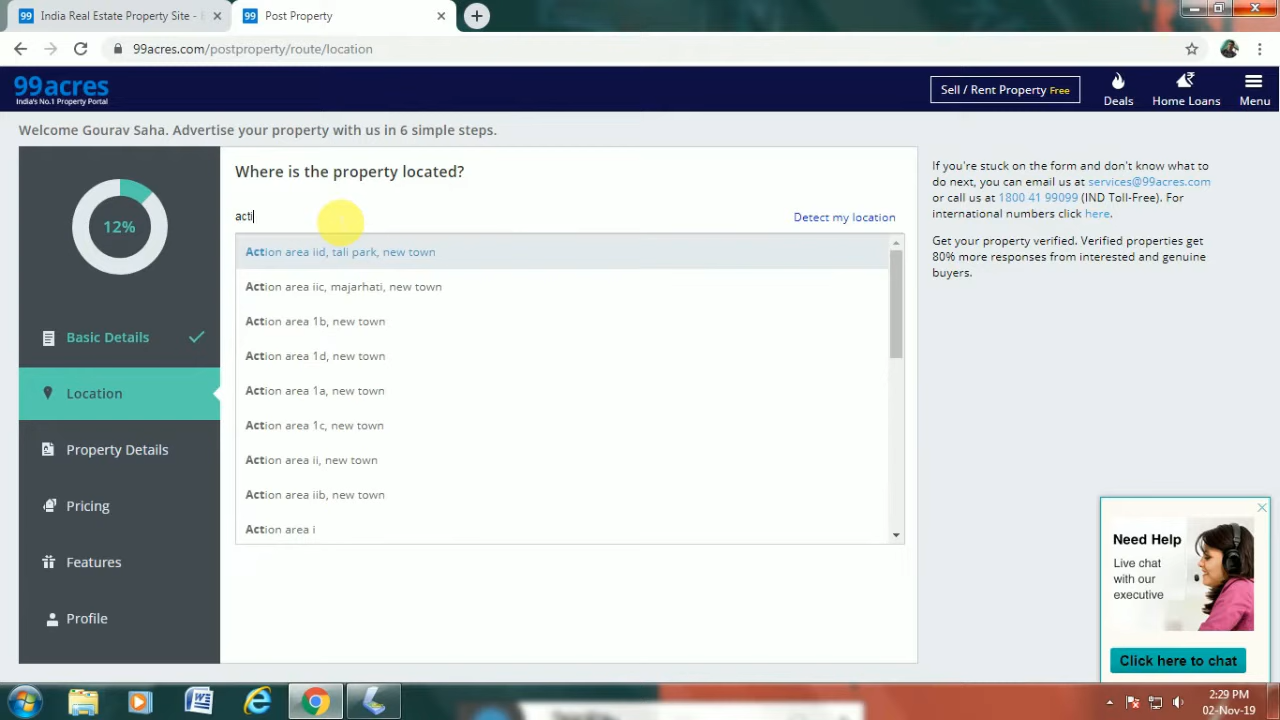 India Real Estate Property Site -
Post Property
99acres.com/postproperty/route/location
99acres
India's No.1 Property Portal
Sell / Rent Property Free
Deals
Home Loans
Menu
Welcome Gourav Saha. Advertise your property with us in 6 simple steps.
12%
Basic Details
Location
Property Details
Pricing
Features
Profile
Where is the property located?
acti
Detect my location
Action area iid, tall park, new town
Action area iic, majarhati, new town
Action area 1b, new town
Action area 1d, new town
Action area 1a, new town
Action area 1c, new town
Action area ii, new town
Action area iib, new town
Action area i
If you're stuck on the form and don't know what to
do next, you can email us at services@99acres.com
or call us at 1800 41 99099 (IND Toll-Free). For
international numbers click here.
Get your property verified. Verified properties get
80% more responses from interested and genuine
buyers.
Need Help
Live chat
with our
executive
Click here to chat
2:29 PM
02-Nov-19